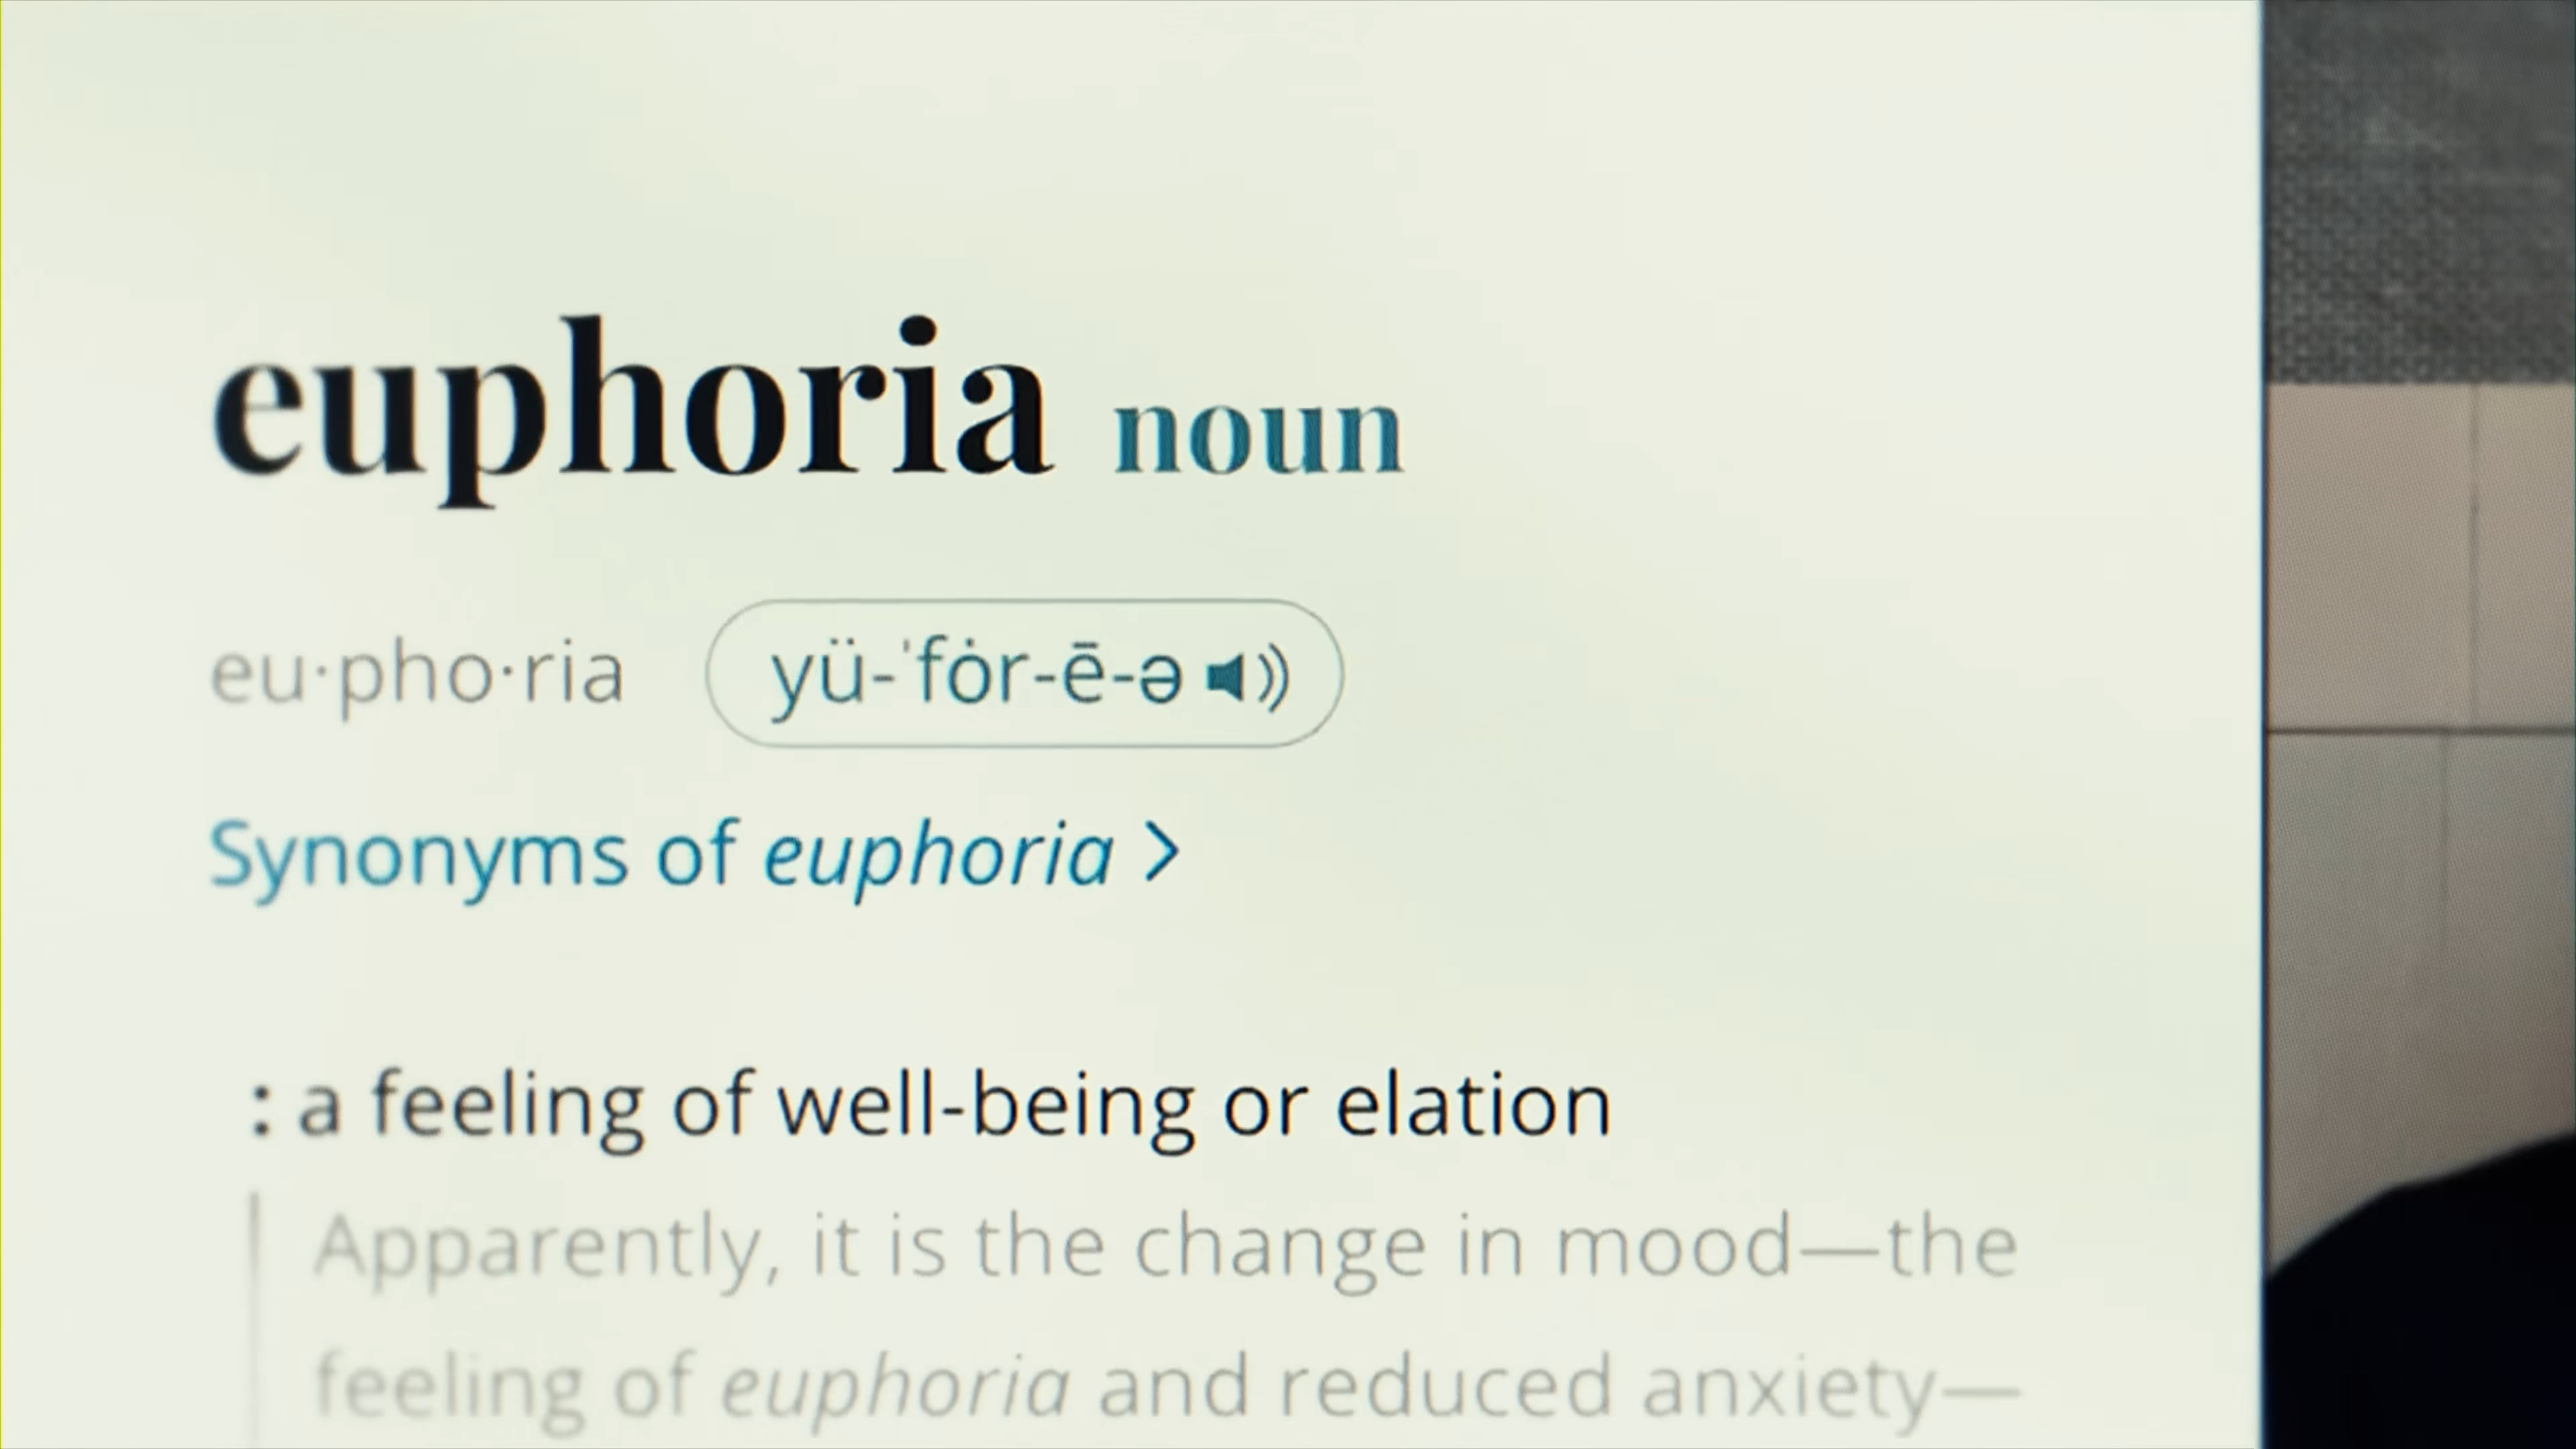 euphoria noun
eu·pho·ria yü-ˈfȯr-ē-ə
Synonyms of euphoria >
: a feeling of well-being or elation
Apparently, it is the change in mood—the
feeling of euphoria and reduced anxiety—